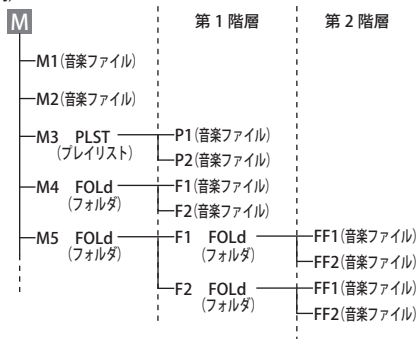 M 第1階層 第2階層
M1(音楽ファイル)
M2(音楽ファイル)
M3 PLST P1(音楽ファイル)
(プレイリスト)
P2(音楽ファイル)
M4 FOLd F1(音楽ファイル)
(フォルダ)
F2(音楽ファイル)
M5 FOLd F1 FOLd FF1(音楽ファイル)
(フォルダ) (フォルダ)
FF2(音楽ファイル)
F2 FOLd FF1(音楽ファイル)
(フォルダ)
FF2(音楽ファイル)